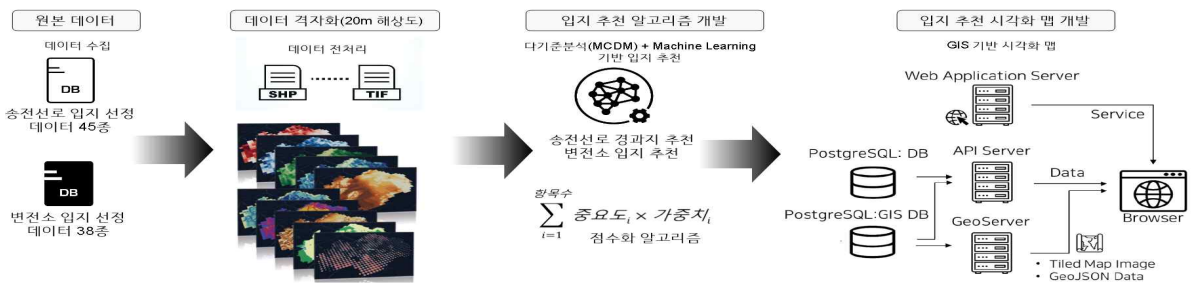 원본 데이터
데이터 수집
DB
송전선로 입지 선정
데이터 45종
DB
변전소 입지 선정
데이터 38종
데이터 격자화(20m 해상도)
데이터 전처리
SHP
TIF
입지 추천 알고리즘 개발
다기준분석(MCDM) + Machine Learning
기반 입지 추천
송전선로 경과지 추천
변전소 입지 추천
항목수
∑ 중요도i × 가중치i
i=1
점수화 알고리즘
입지 추천 시각화 맵 개발
GIS 기반 시각화 맵
Web Application Server
Service
PostgreSQL: DB
API Server
Data
PostgreSQL:GIS DB
GeoServer
Browser
• Tiled Map Image
• GeoJSON Data